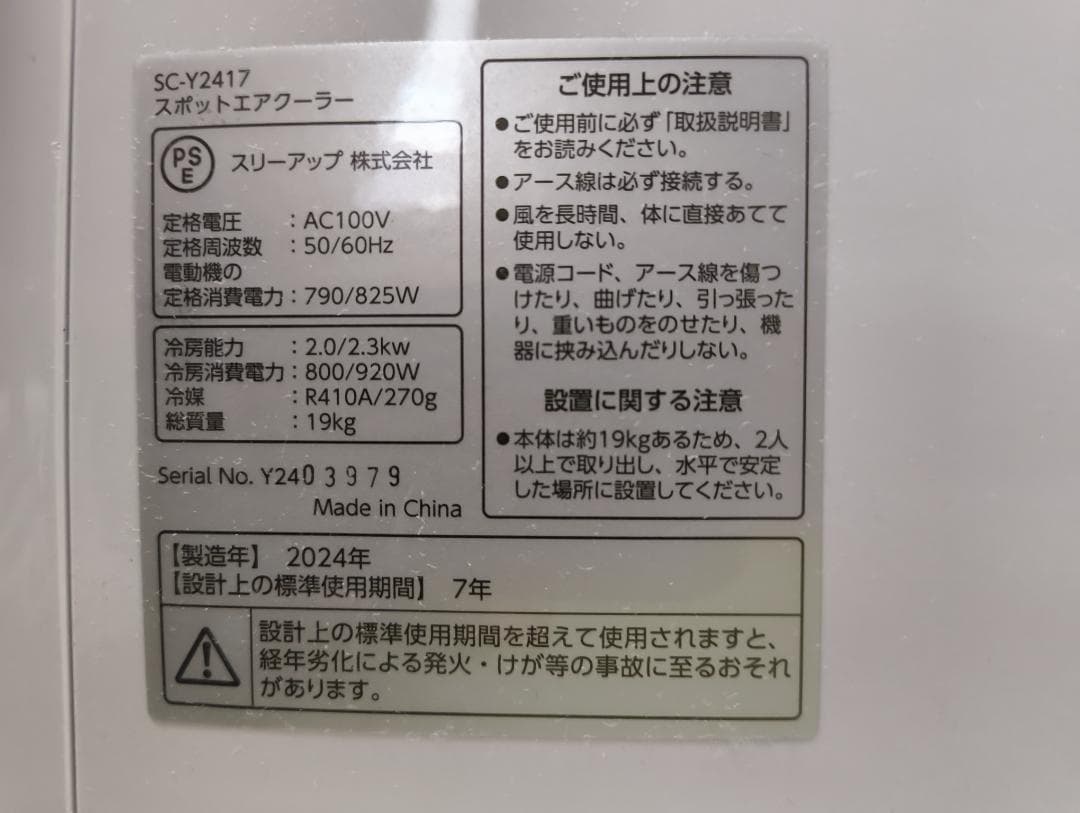 SC-Y2417
スポットエアクーラー
PS
E
スリーアップ 株式会社
定格電圧 : AC100V
定格周波数 : 50/60Hz
電動機の
定格消費電力 : 790/825W
冷房能力 : 2.0/2.3kw
冷房消費電力 : 800/920W
冷媒 : R410A/270g
総質量 : 19kg
Serial No. Y2403979
Made in China
ご使用上の注意
●ご使用前に必ず「取扱説明書」
をお読みください。
●アース線は必ず接続する。
●風を長時間、体に直接あてて
使用しない。
●電源コード、アース線を傷つ
けたり、曲げたり、引っ張った
り、重いものをのせたり、機
器に挟み込んだりしない。
設置に関する注意
●本体は約19kgあるため、2人
以上で取り出し、水平で安定
した場所に設置してください。
【製造年】 2024年
【設計上の標準使用期間】 7年
設計上の標準使用期間を超えて使用されますと、
経年劣化による発火・けが等の事故に至るおそれ
があります。